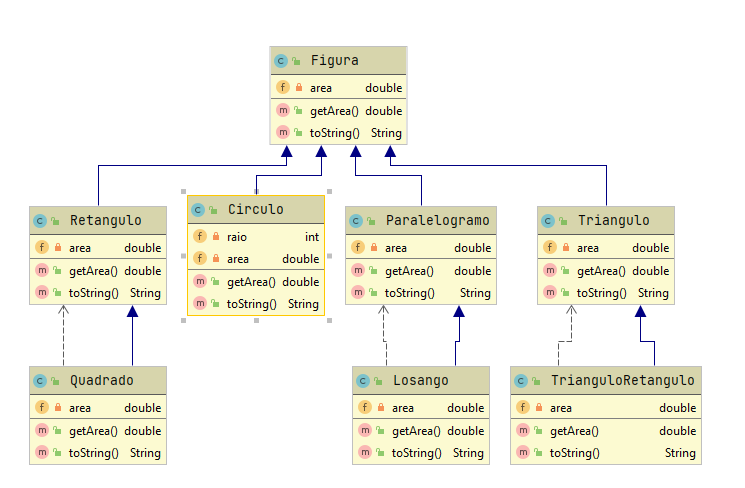 Figura
area double
getArea() double
toString() String
Retangulo
area double
getArea() double
toString() String
Circulo
raio int
area double
getArea() double
toString() String
Paralelogramo
area double
getArea() double
toString() String
Triangulo
area double
getArea() double
toString() String
Quadrado
area double
getArea() double
toString() String
Losango
area double
getArea() double
toString() String
TrianguloRetangulo
area double
getArea() double
toString() String